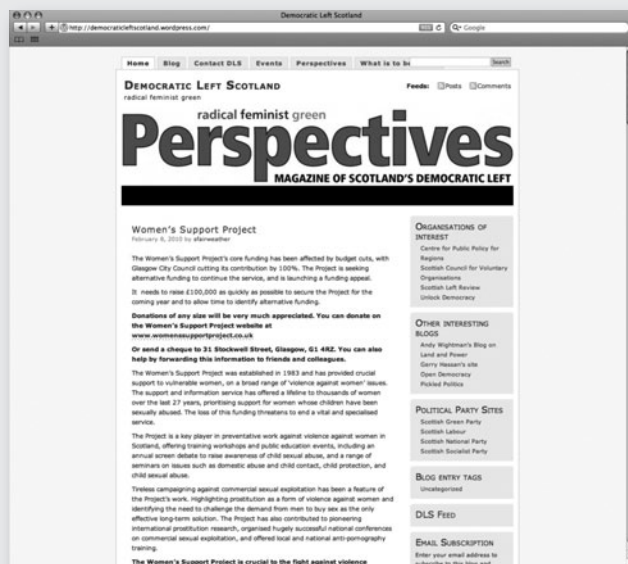 Democratic Left Scotland
http://democraticleftscotland.wordpress.com/
Google
Home Blog Contact DLS Events Perspectives What is to b
Search
DEMOCRATIC LEFT SCOTLAND
radical feminist green
Feeds: Posts Comments
radical feminist green
Perspectives
MAGAZINE OF SCOTLAND'S DEMOCRATIC LEFT
Women's Support Project
February 8, 2010 by afairweather
The Women's Support Project's core funding has been affected by budget cuts, with
Glasgow City Council cutting its contribution by 100%. The Project is seeking
alternative funding to continue the service, and is launching a funding appeal.
It needs to raise £100,000 as quickly as possible to secure the Project for the
coming year and to allow time to identify alternative funding.
Donations of any size will be very much appreciated. You can donate on
the Women's Support Project website at
www.womenssupportproject.co.uk
Or send a cheque to 31 Stockwell Street, Glasgow, G1 4RZ. You can also
help by forwarding this information to friends and colleagues.
The Women's Support Project was established in 1983 and has provided crucial
support to vulnerable women, on a broad range of 'violence against women' issues.
The support and information service has offered a lifeline to thousands of women
over the last 27 years, prioritising support for women whose children have been
sexually abused. The loss of this funding threatens to end a vital and specialised
service.
The Project is a key player in preventative work against violence against women in
Scotland, offering training workshops and public education events, including an
annual screen debate to raise awareness of child sexual abuse, and a range of
seminars on issues such as domestic abuse and child contact, child protection, and
child sexual abuse.
Tireless campaigning against commercial sexual exploitation has been a feature of
the Project's work. Highlighting prostitution as a form of violence against women and
identifying the need to challenge the demand from men to buy sex as the only
effective long-term solution. The Project has also contributed to pioneering
international prostitution research, organised hugely successful national conferences
on commercial sexual exploitation, and offered local and national anti-pornography
training.
The Women's Support Project is crucial to the fight against violence
ORGANISATIONS OF
INTEREST
Centre for Public Policy for
Regions
Scottish Council for Voluntary
Organisations
Scottish Left Review
Unlock Democracy
OTHER INTERESTING
BLOGS
Andy Wightman's Blog on
Land and Power
Gerry Hassan's site
Open Democracy
Pickled Politics
POLITICAL PARTY SITES
Scottish Green Party
Scottish Labour
Scottish National Party
Scottish Socialist Party
BLOG ENTRY TAGS
Uncategorized
DLS FEED
EMAIL SUBSCRIPTION
Enter your email address to
subscribe to this blog and